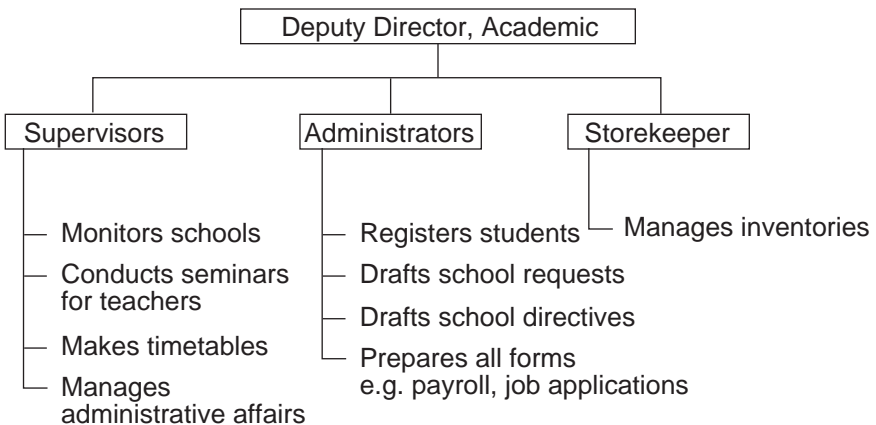 Deputy Director, Academic
Supervisors
Administrators
Storekeeper
Monitors schools
Conducts seminars
for teachers
Makes timetables
Manages
administrative affairs
Registers students
Drafts school requests
Drafts school directives
Prepares all forms
e.g. payroll, job applications
Manages inventories